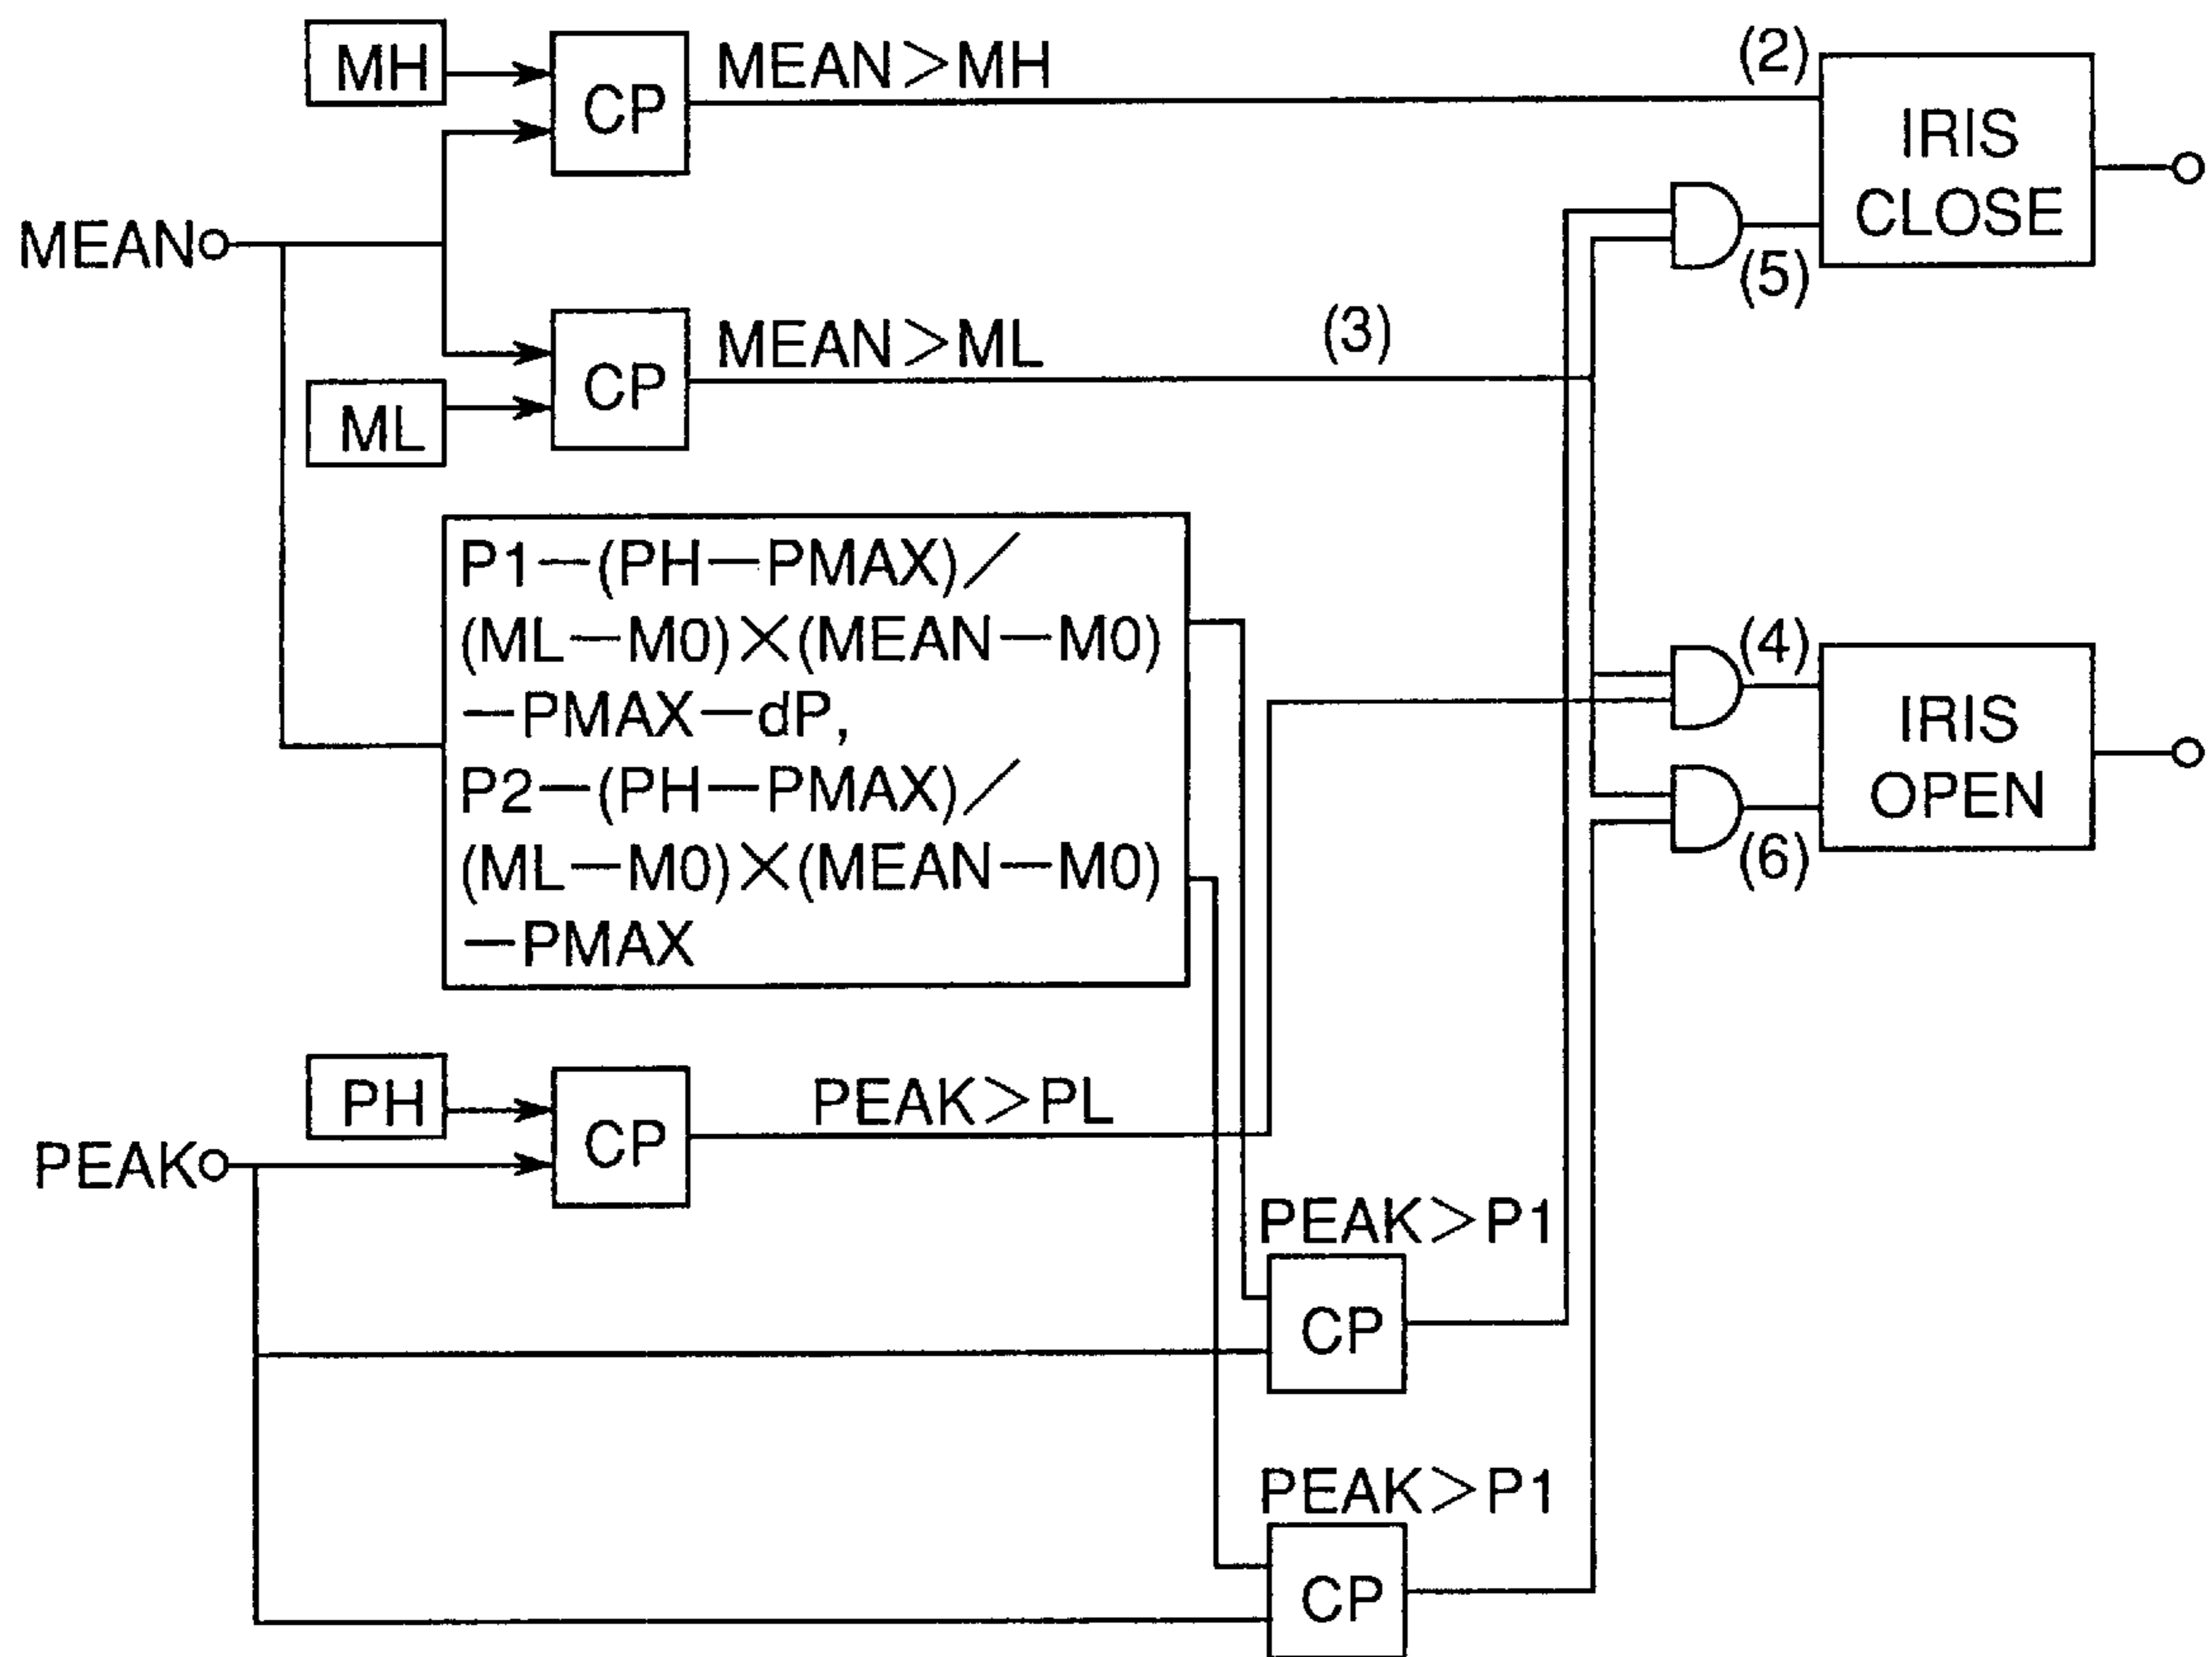 MH
CP
MEAN>MH
(2)
IRIS
CLOSE
MEAN
(5)
CP
MEAN>ML
(3)
ML
P1—(PH—PMAX)/
(ML—M0)×(MEAN—M0)
—PMAX—dP,
P2—(PH—PMAX)/
(ML—M0)×(MEAN—M0)
—PMAX
(4)
IRIS
OPEN
(6)
PH
CP
PEAK>PL
PEAK
PEAK>P1
CP
PEAK>P1
CP